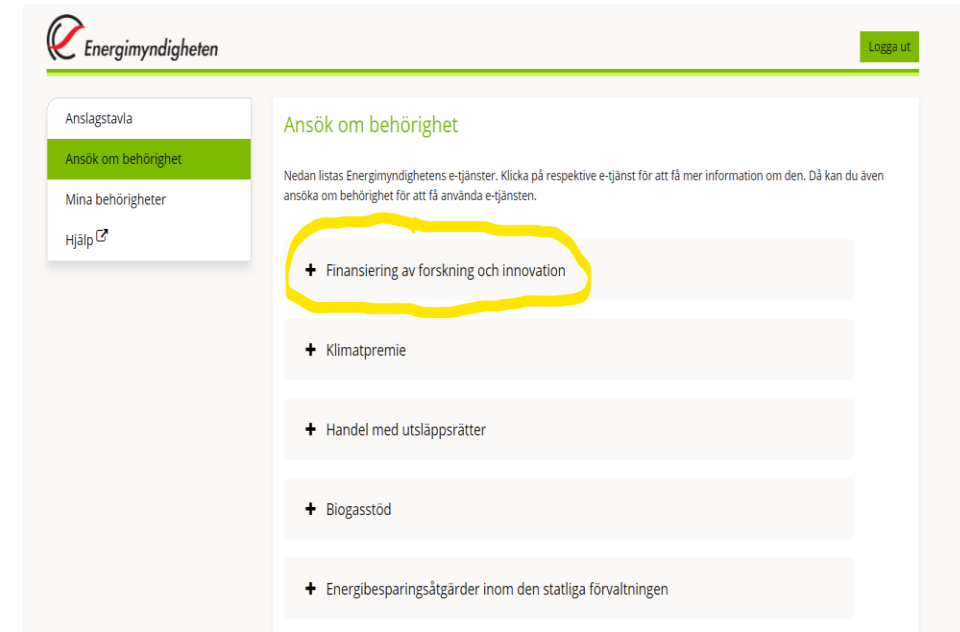 Energimyndigheten
Logga ut
Anslagstavla
Ansök om behörighet
Mina behörigheter
Hjälp
Ansök om behörighet
Nedan listas Energimyndighetens e-tjänster. Klicka på respektive e-tjänst för att få mer information om den. Då kan du även
ansöka om behörighet för att få använda e-tjänsten.
+ Finansiering av forskning och innovation
+ Klimatpremie
+ Handel med utsläppsrätter
+ Biogasstöd
+ Energibesparingsåtgärder inom den statliga förvaltningen